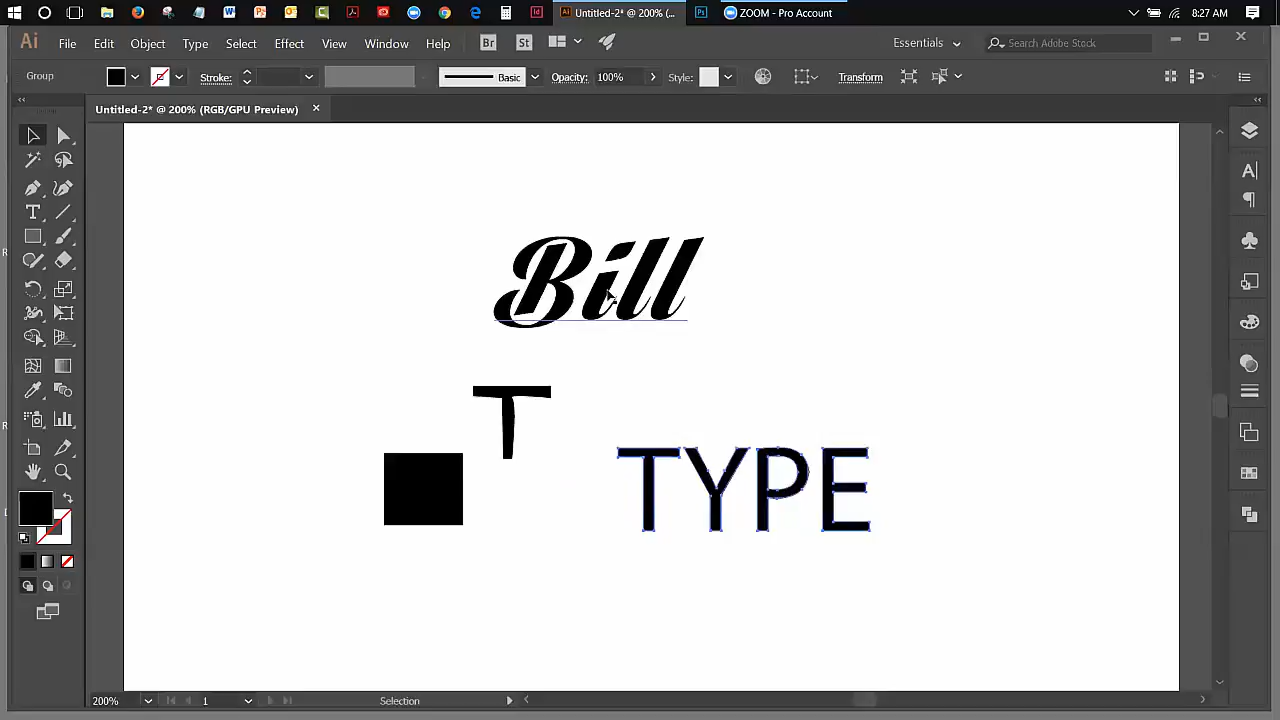 Untitled-2* @ 200% (...
ZOOM - Pro Account
8:27 AM
Ai
File Edit Object Type Select Effect View Window Help
Br
St
Essentials
Search Adobe Stock
Group
Stroke:
Basic
Opacity: 100%
Style:
Transform
Untitled-2* @ 200% (RGB/GPU Preview)
Bill
T
TYPE
200%
1
Selection